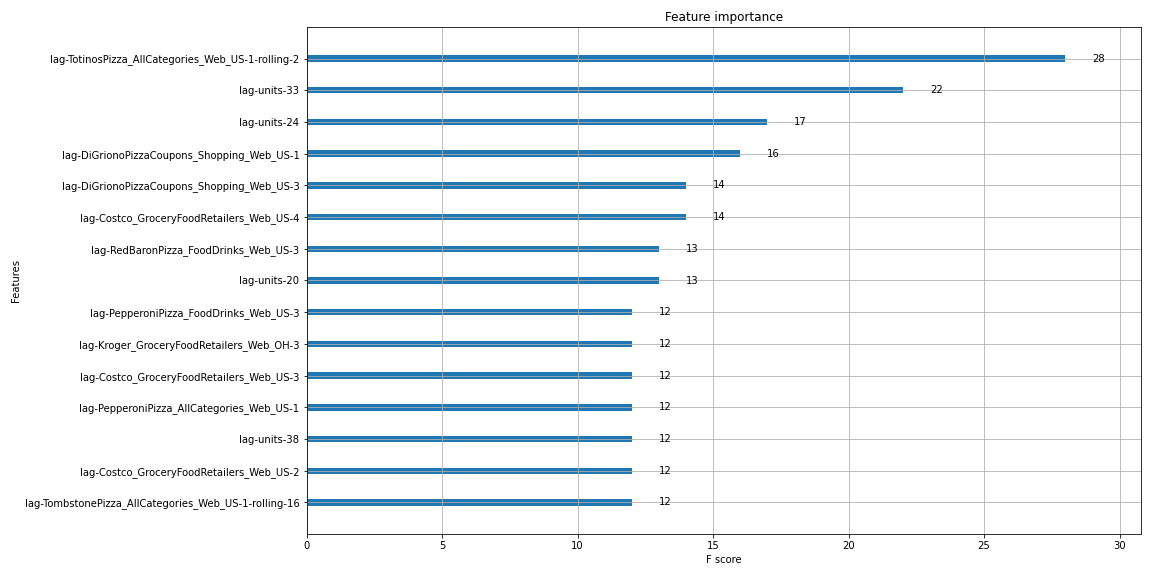 Feature importance
Features
lag-TotinosPizza_AllCategories_Web_US-1-rolling-2 28
lag-units-33 22
lag-units-24 17
lag-DiGrionoPizzaCoupons_Shopping_Web_US-1 16
lag-DiGrionoPizzaCoupons_Shopping_Web_US-3 14
lag-Costco_GroceryFoodRetailers_Web_US-4 14
lag-RedBaronPizza_FoodDrinks_Web_US-3 13
lag-units-20 13
lag-PepperoniPizza_FoodDrinks_Web_US-3 12
lag-Kroger_GroceryFoodRetailers_Web_OH-3 12
lag-Costco_GroceryFoodRetailers_Web_US-3 12
lag-PepperoniPizza_AllCategories_Web_US-1 12
lag-units-38 12
lag-Costco_GroceryFoodRetailers_Web_US-2 12
lag-TombstonePizza_AllCategories_Web_US-1-rolling-16 12
0 5 10 15 20 25 30
F score